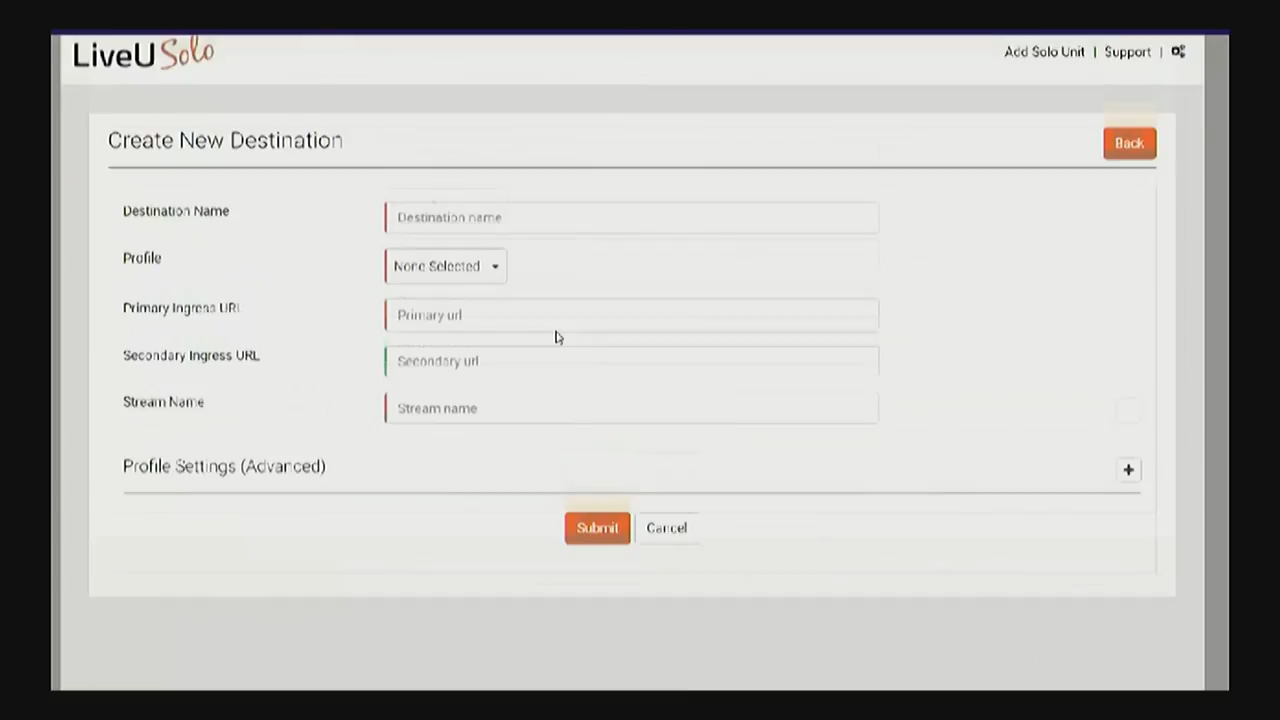 LiveU Solo
Add Solo Unit | Support |
Create New Destination
Back
Destination Name
Destination name
Profile
None Selected
Primary Ingress URL
Primary url
Secondary Ingress URL
Secondary url
Stream Name
Stream name
Profile Settings (Advanced)
+
Submit
Cancel